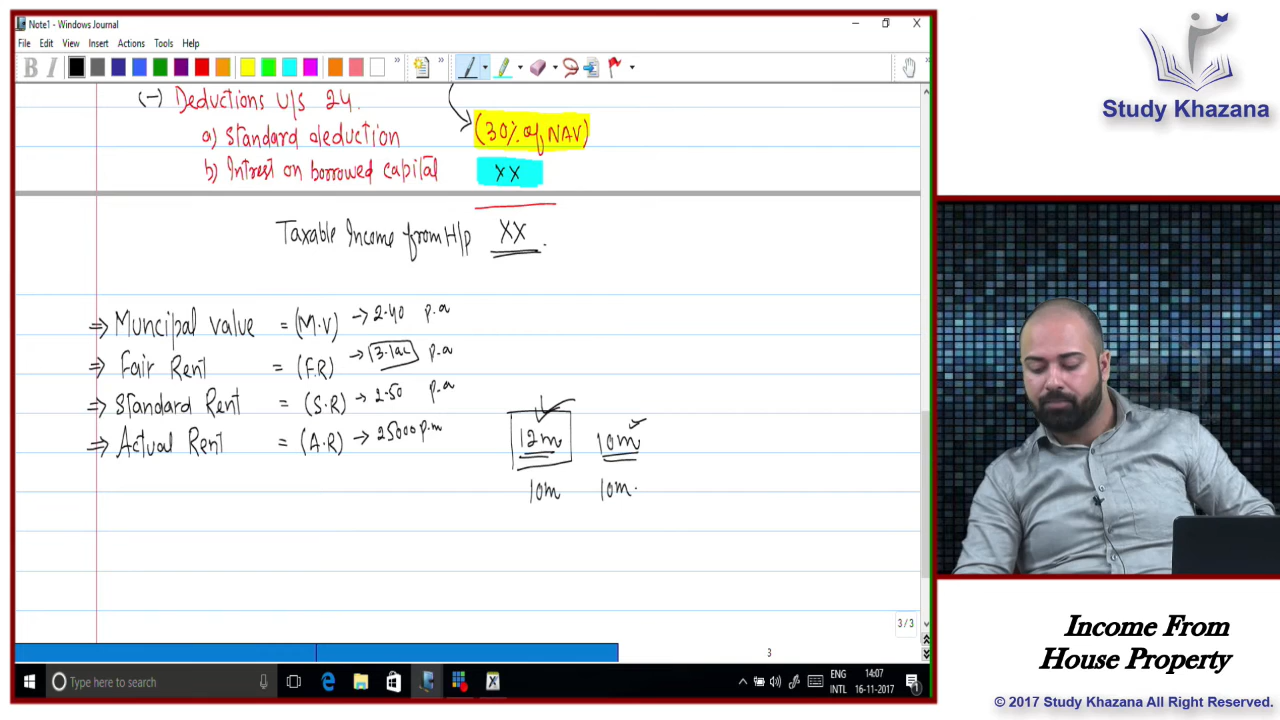 Note1 - Windows Journal
File Edit View Insert Actions Tools Help
Study Khazana
(-) Deductions U/s 24.
a) Standard deduction (30% of NAV)
b) Intrest on borrowed capital XX
Taxable Income from H/p XX
⇒ Muncipal value = (M.V) → 2.40 p.a
⇒ Fair Rent = (F.R) → 3.lac p.a
⇒ Standard Rent = (S.R) → 2.50 p.a
⇒ Actual Rent = (A.R) → 25000 p.m
12m 10m
10m 10m.
3/3
3
Type here to search
ENG
INTL
14:07
16-11-2017
Income From
House Property
© 2017 Study Khazana All Right Reserved.